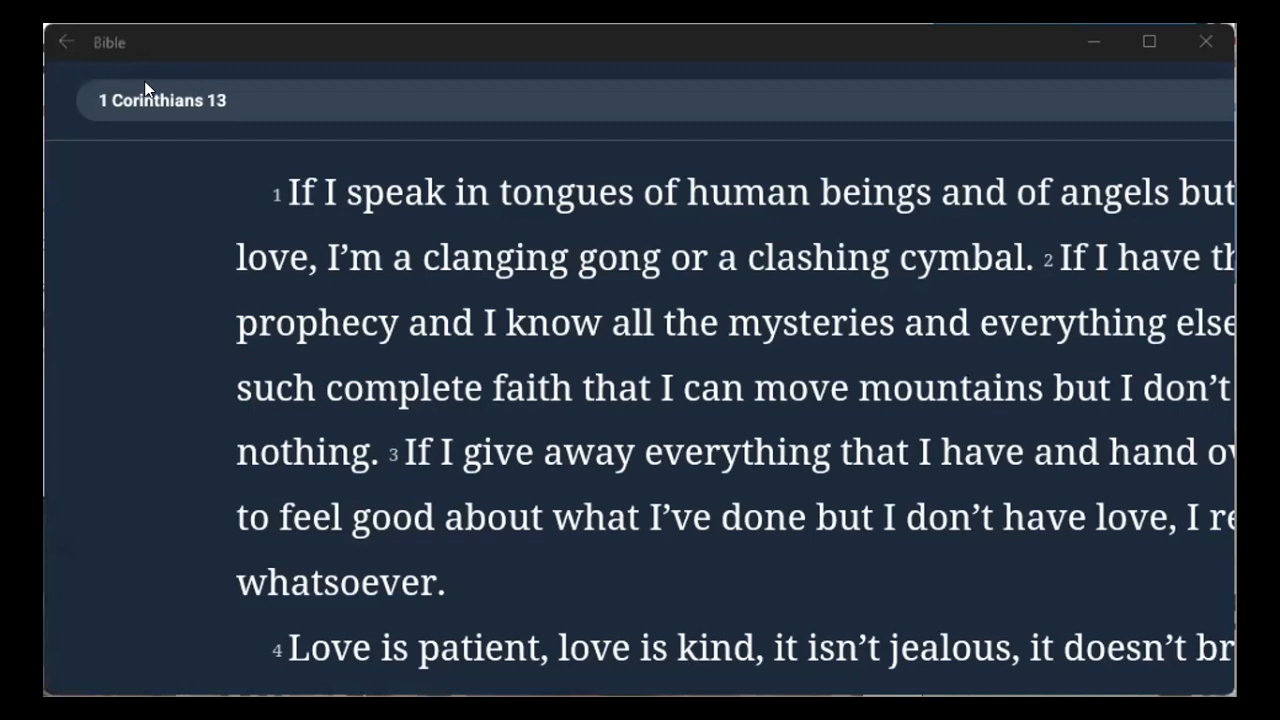 Bible
1 Corinthians 13
1 If I speak in tongues of human beings and of angels but
love, I’m a clanging gong or a clashing cymbal. 2 If I have
prophecy and I know all the mysteries and everything else
such complete faith that I can move mountains but I don’t
nothing. 3 If I give away everything that I have and hand
to feel good about what I’ve done but I don’t have love, I
whatsoever.
4 Love is patient, love is kind, it isn’t jealous, it doesn’t